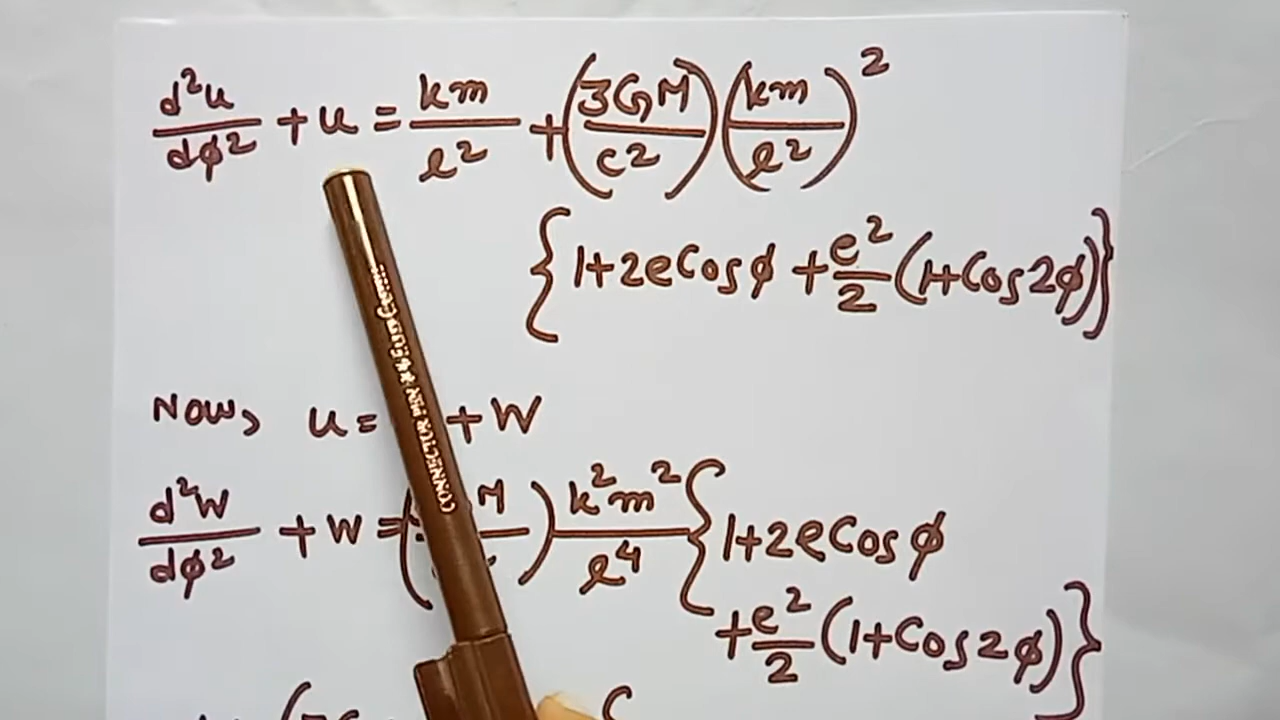 d²u/dϕ² + u = km/l² + (3GM/c²)(km/l²)²
{1+2eCosϕ + e²/2 (1+Cos2ϕ)}
Now, u = + W
d²W/dϕ² + W = ( M ) k²m²/l⁴ {1+2eCosϕ
+ e²/2 (1+Cos2ϕ)}
CONNECTOR PEN